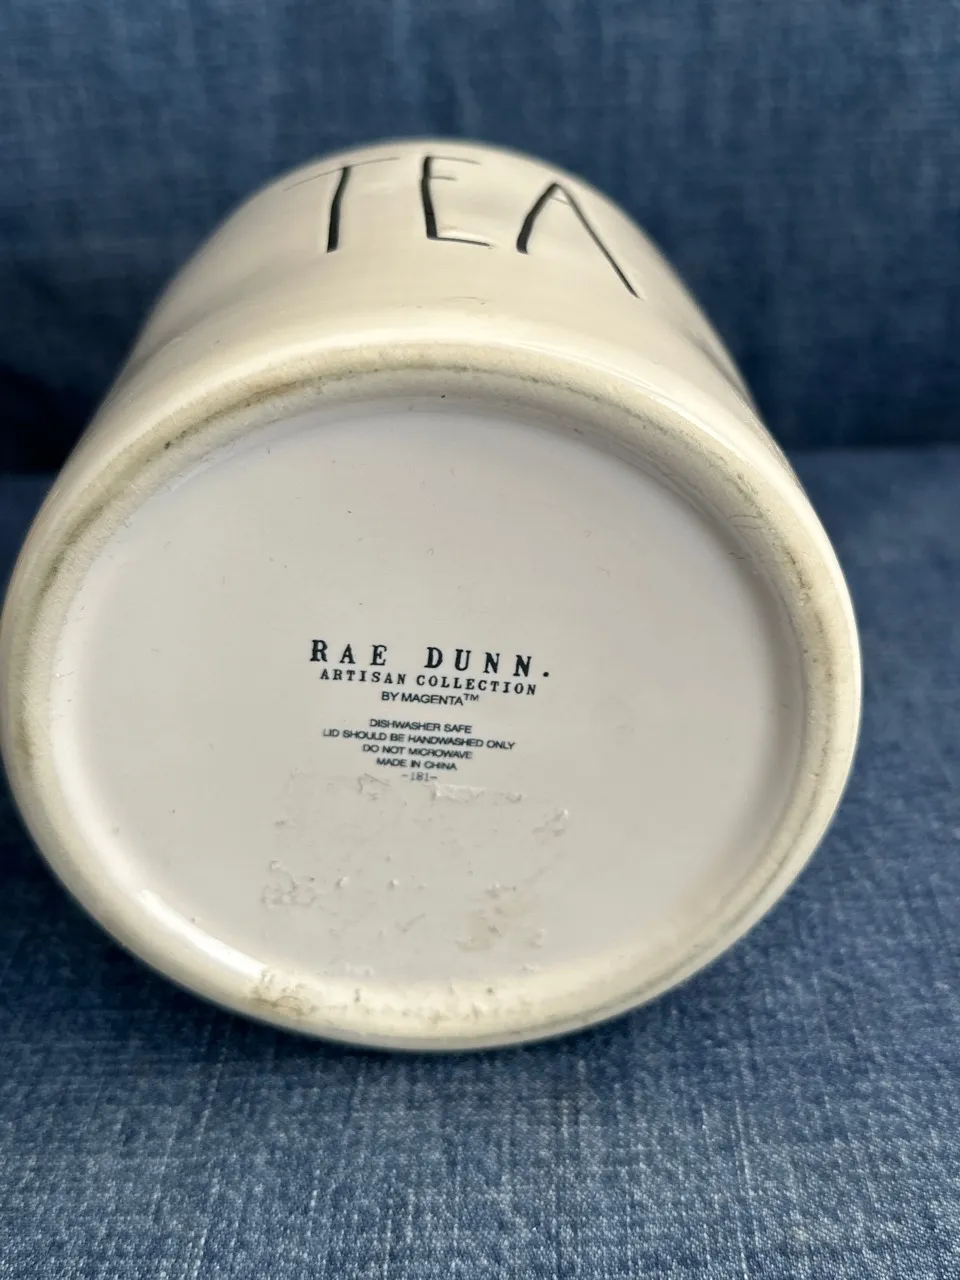 TEA
RAE DUNN.
ARTISAN COLLECTION
BY MAGENTA™
DISHWASHER SAFE
LID SHOULD BE HANDWASHED ONLY
DO NOT MICROWAVE
MADE IN CHINA
-181-